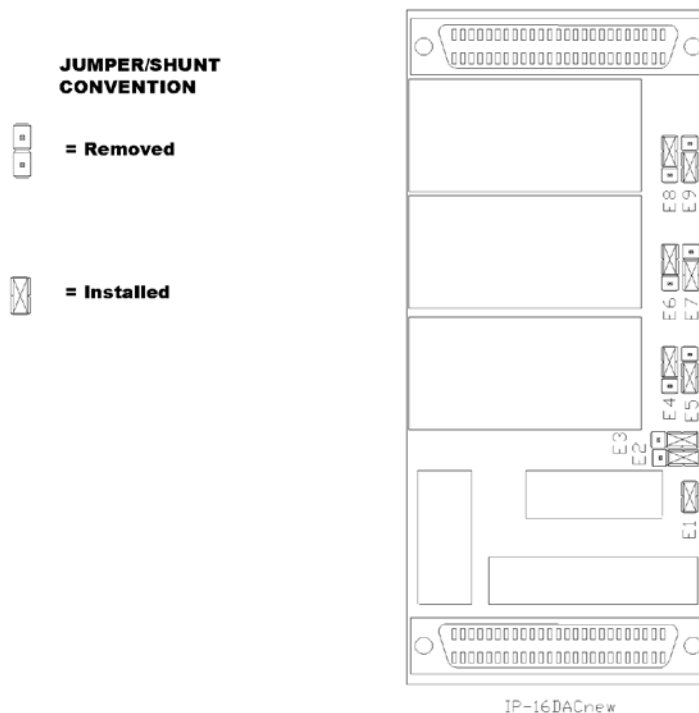 JUMPER/SHUNT
CONVENTION
= Removed
= Installed
E8 E9
E6 E7
E4 E5
E3
E2
E1
IP-16DACnew